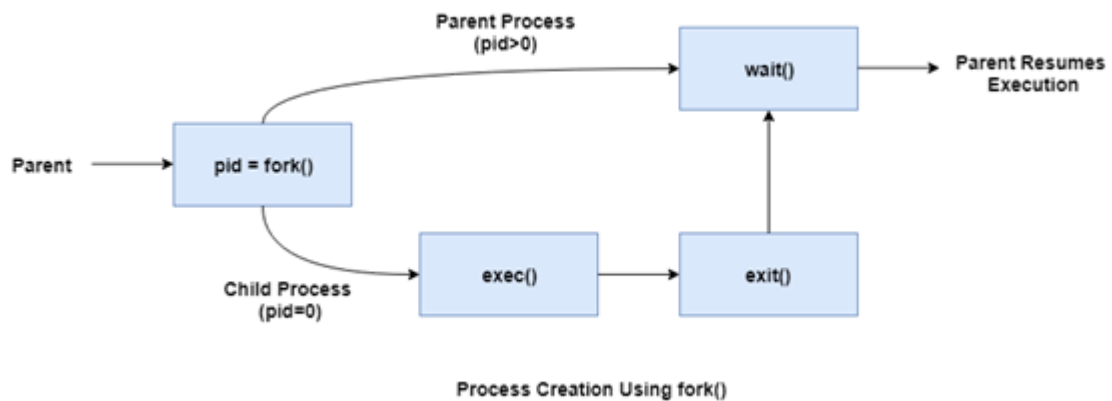 Parent Process
(pid>0)
wait()
Parent Resumes
Execution
Parent
pid = fork()
Child Process
(pid=0)
exec()
exit()
Process Creation Using fork()